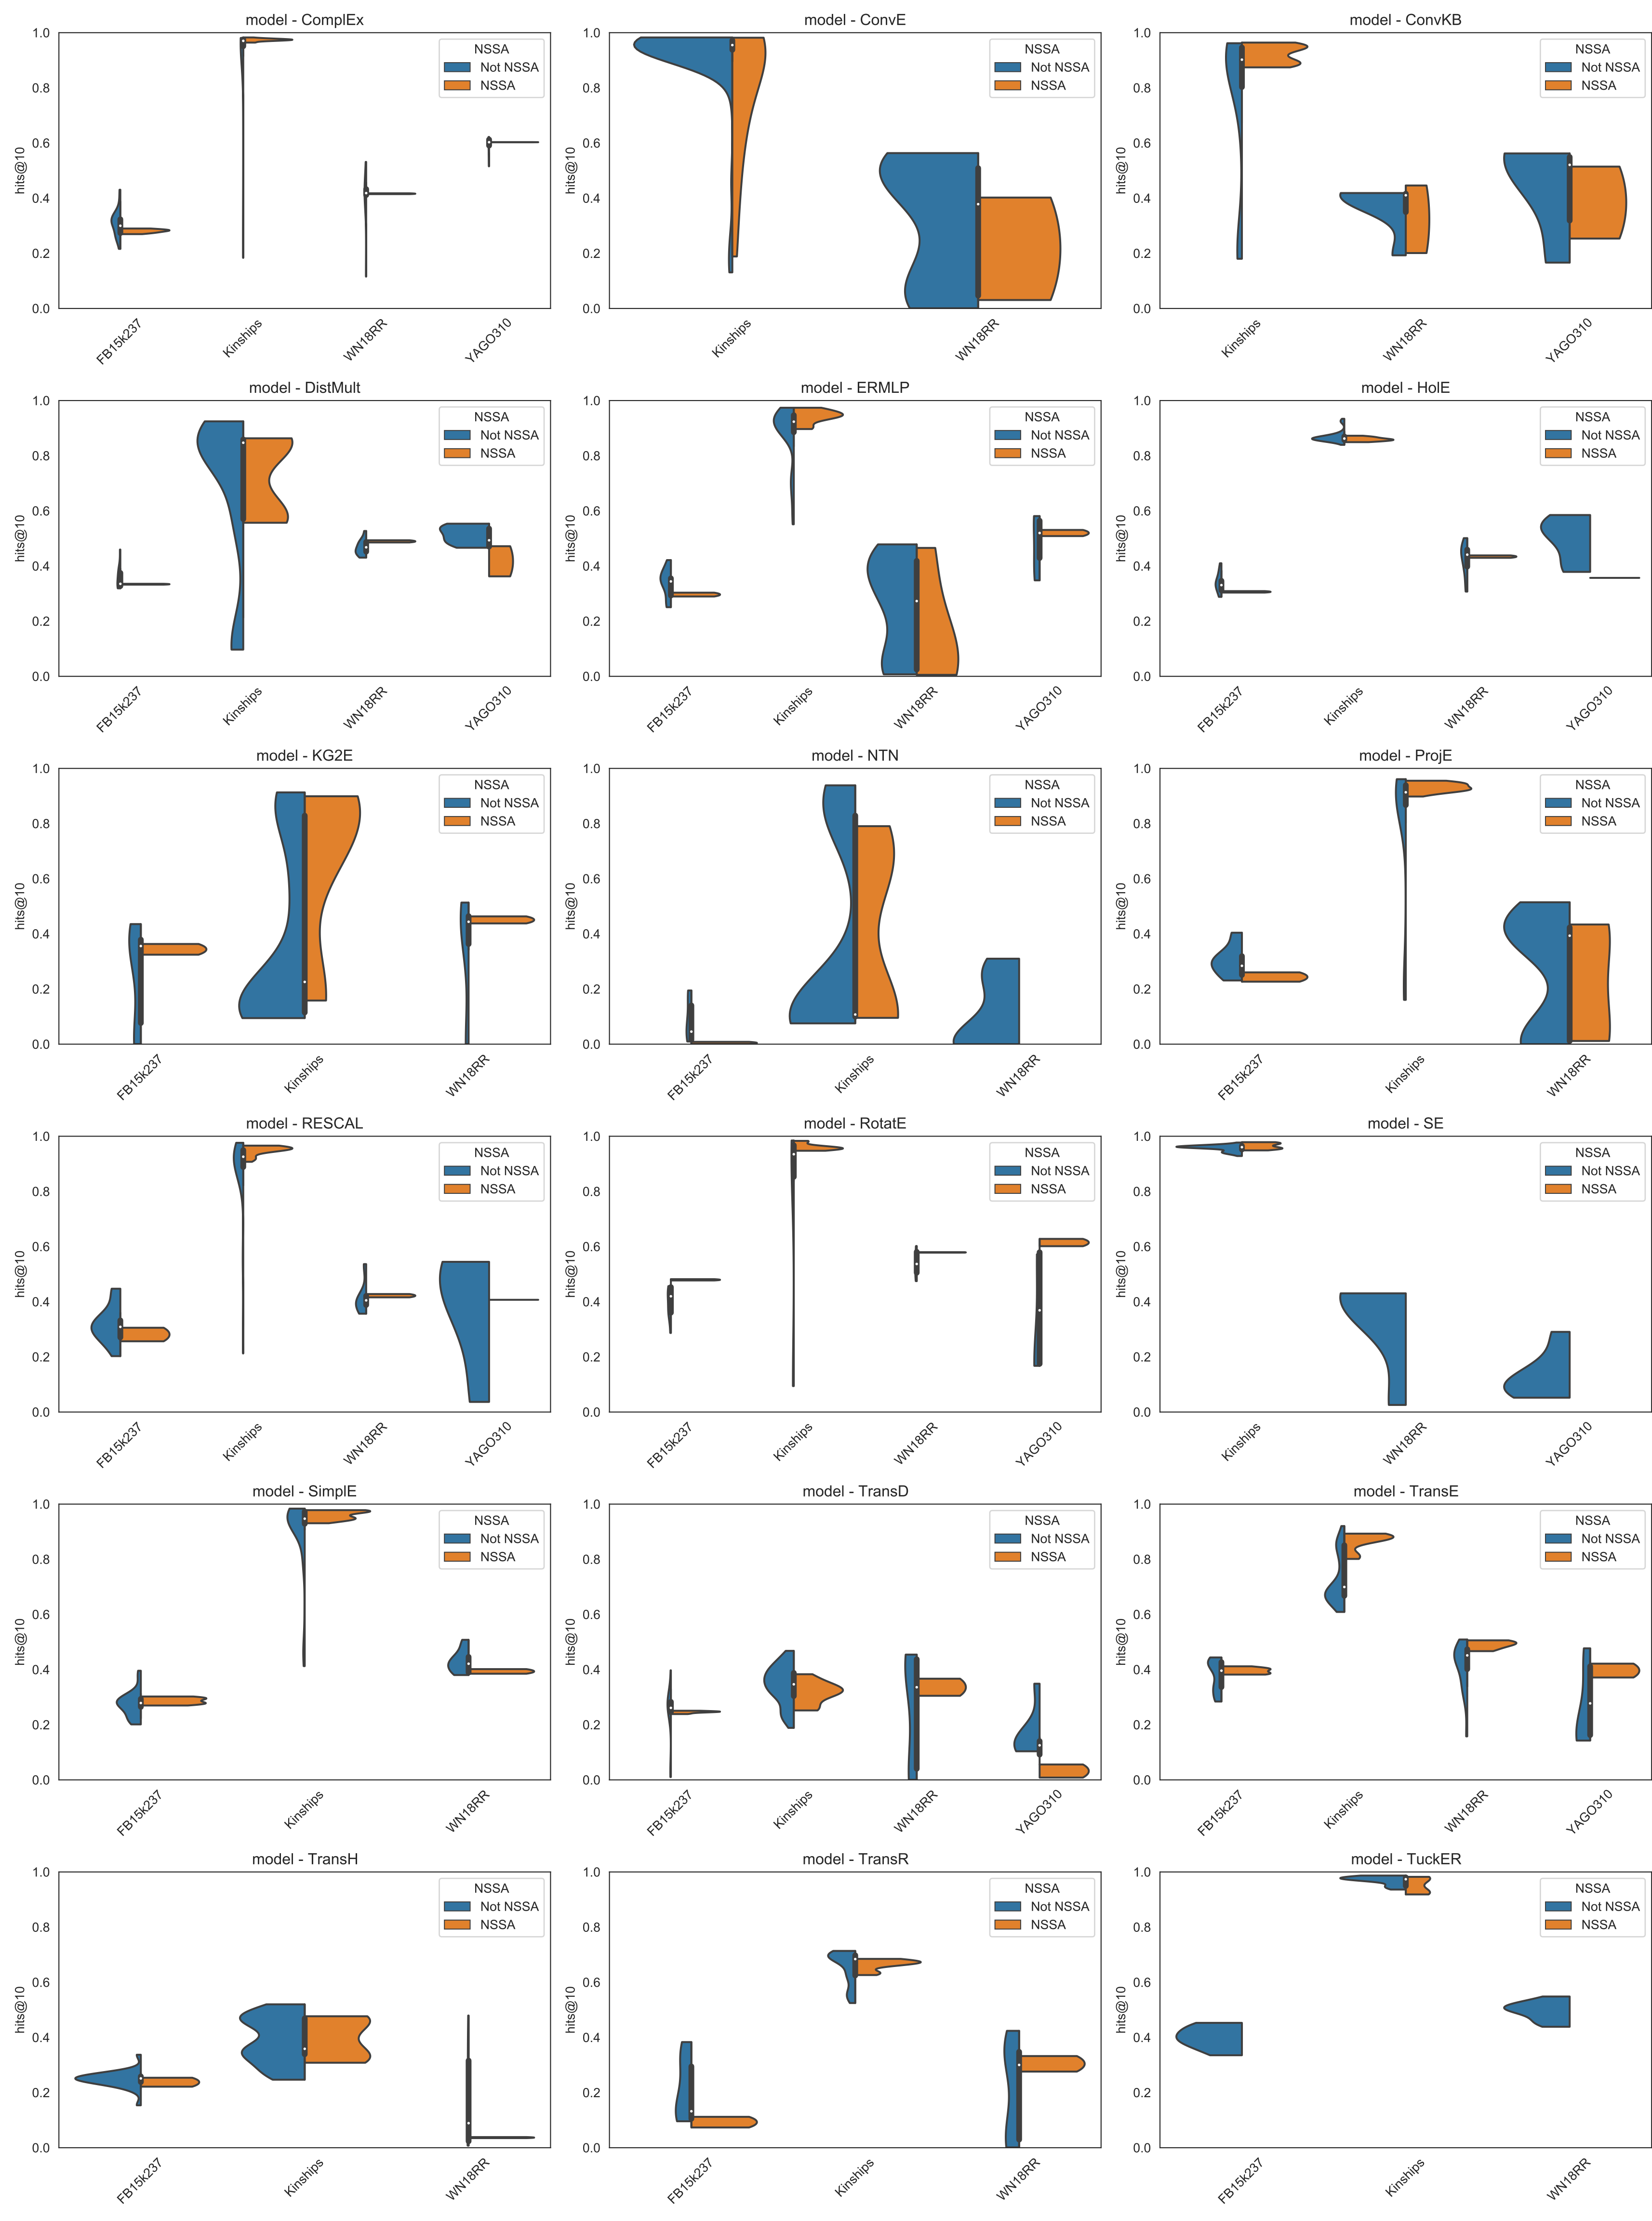 model - ComplEx
1.0
0.8
0.6
0.4
0.2
0.0
hits@10
NSSA
Not NSSA
NSSA
FB15k237
Kinships
WN18RR
YAGO310
model - ConvE
1.0
0.8
0.6
0.4
0.2
0.0
hits@10
NSSA
Not NSSA
NSSA
Kinships
WN18RR
model - ConvKB
1.0
0.8
0.6
0.4
0.2
0.0
hits@10
NSSA
Not NSSA
NSSA
Kinships
WN18RR
YAGO310
model - DistMult
1.0
0.8
0.6
0.4
0.2
0.0
hits@10
NSSA
Not NSSA
NSSA
FB15k237
Kinships
WN18RR
YAGO310
model - ERMLP
1.0
0.8
0.6
0.4
0.2
0.0
hits@10
NSSA
Not NSSA
NSSA
FB15k237
Kinships
WN18RR
YAGO310
model - HolE
1.0
0.8
0.6
0.4
0.2
0.0
hits@10
NSSA
Not NSSA
NSSA
FB15k237
Kinships
WN18RR
YAGO310
model - KG2E
1.0
0.8
0.6
0.4
0.2
0.0
hits@10
NSSA
Not NSSA
NSSA
FB15k237
Kinships
WN18RR
model - NTN
1.0
0.8
0.6
0.4
0.2
0.0
hits@10
NSSA
Not NSSA
NSSA
FB15k237
Kinships
WN18RR
model - ProjE
1.0
0.8
0.6
0.4
0.2
0.0
hits@10
NSSA
Not NSSA
NSSA
FB15k237
Kinships
WN18RR
model - RESCAL
1.0
0.8
0.6
0.4
0.2
0.0
hits@10
NSSA
Not NSSA
NSSA
FB15k237
Kinships
WN18RR
YAGO310
model - RotatE
1.0
0.8
0.6
0.4
0.2
0.0
hits@10
NSSA
Not NSSA
NSSA
FB15k237
Kinships
WN18RR
YAGO310
model - SE
1.0
0.8
0.6
0.4
0.2
0.0
hits@10
NSSA
Not NSSA
NSSA
Kinships
WN18RR
YAGO310
model - SimplE
1.0
0.8
0.6
0.4
0.2
0.0
hits@10
NSSA
Not NSSA
NSSA
FB15k237
Kinships
WN18RR
model - TransD
1.0
0.8
0.6
0.4
0.2
0.0
hits@10
NSSA
Not NSSA
NSSA
FB15k237
Kinships
WN18RR
YAGO310
model - TransE
1.0
0.8
0.6
0.4
0.2
0.0
hits@10
NSSA
Not NSSA
NSSA
FB15k237
Kinships
WN18RR
YAGO310
model - TransH
1.0
0.8
0.6
0.4
0.2
0.0
hits@10
NSSA
Not NSSA
NSSA
FB15k237
Kinships
WN18RR
model - TransR
1.0
0.8
0.6
0.4
0.2
0.0
hits@10
NSSA
Not NSSA
NSSA
FB15k237
Kinships
WN18RR
model - TuckER
1.0
0.8
0.6
0.4
0.2
0.0
hits@10
NSSA
Not NSSA
NSSA
FB15k237
Kinships
WN18RR